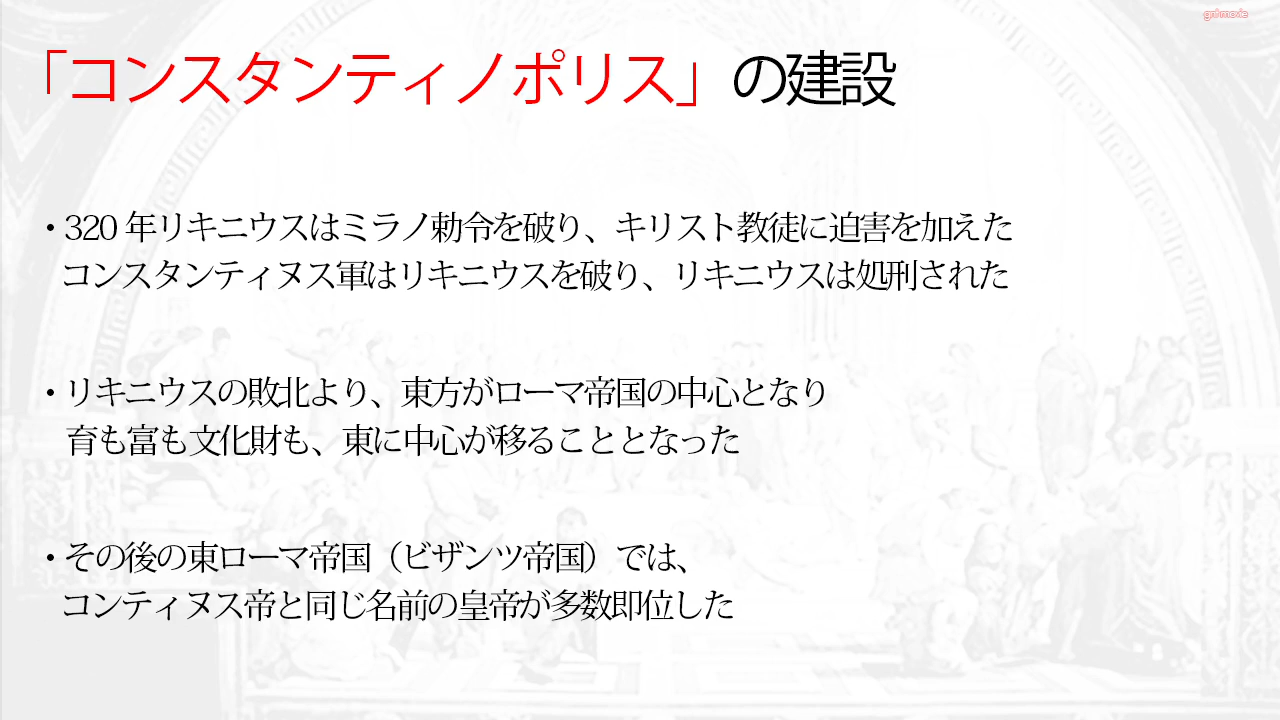 「コンスタンティノポリス」の建設
・320年リキニウスはミラノ勅令を破り、キリスト教徒に迫害を加えた
コンスタンティヌス軍はリキニウスを破り、リキニウスは処刑された
・リキニウスの敗北より、東方がローマ帝国の中心となり
育も富も文化財も、東に中心が移ることとなった
・その後の東ローマ帝国（ビザンツ帝国）では、
コンティヌス帝と同じ名前の皇帝が多数即位した